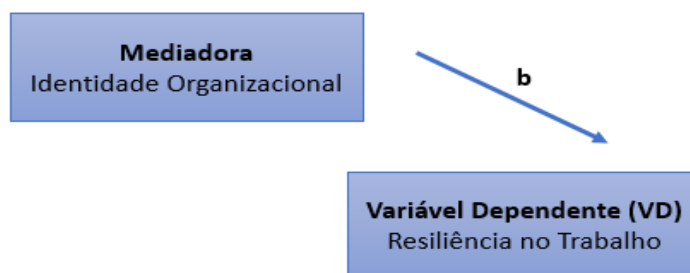 Mediadora
Identidade Organizacional
b
Variável Dependente (VD)
Resiliência no Trabalho